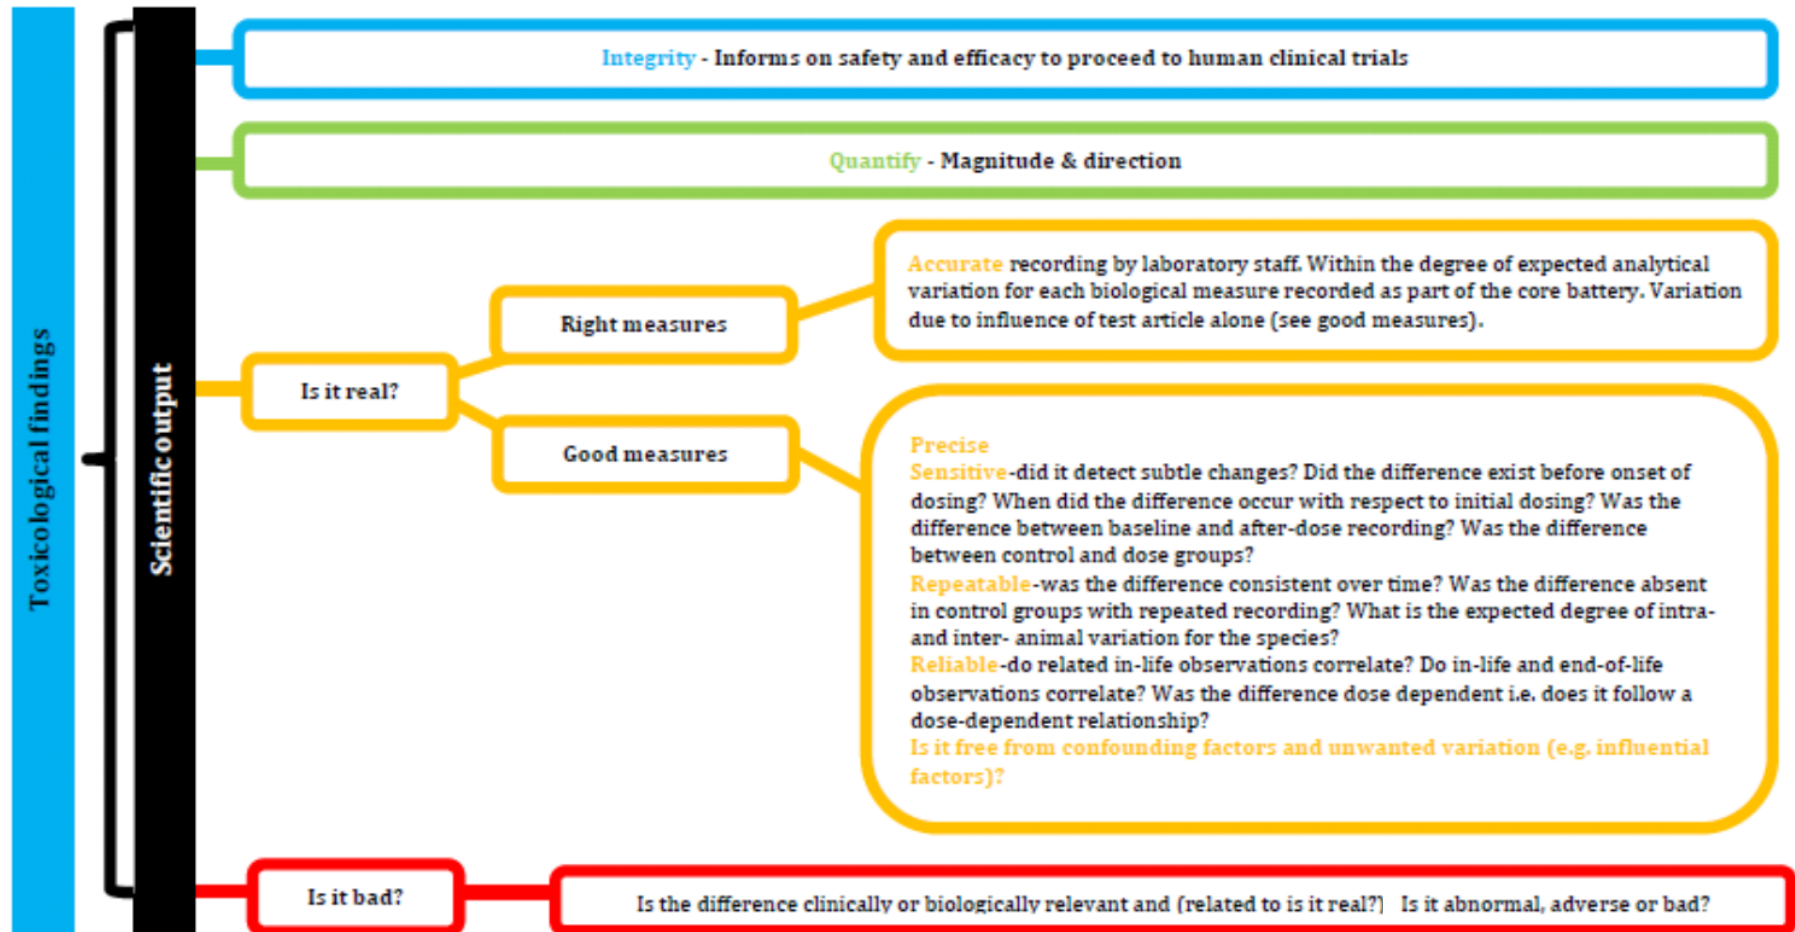 Toxicological findings
Scientific output
Integrity - Informs on safety and efficacy to proceed to human clinical trials
Quantify - Magnitude & direction
Is it real?
Right measures
Accurate recording by laboratory staff. Within the degree of expected analytical
variation for each biological measure recorded as part of the core battery. Variation
due to influence of test article alone (see good measures).
Good measures
Precise
Sensitive-did it detect subtle changes? Did the difference exist before onset of
dosing? When did the difference occur with respect to initial dosing? Was the
difference between baseline and after-dose recording? Was the difference
between control and dose groups?
Repeatable-was the difference consistent over time? Was the difference absent
in control groups with repeated recording? What is the expected degree of intra-
and inter- animal variation for the species?
Reliable-do related in-life observations correlate? Do in-life and end-of-life
observations correlate? Was the difference dose dependent i.e. does it follow a
dose-dependent relationship?
Is it free from confounding factors and unwanted variation (e.g. influential
factors)?
Is it bad?
Is the difference clinically or biologically relevant and (related to is it real?) Is it abnormal, adverse or bad?